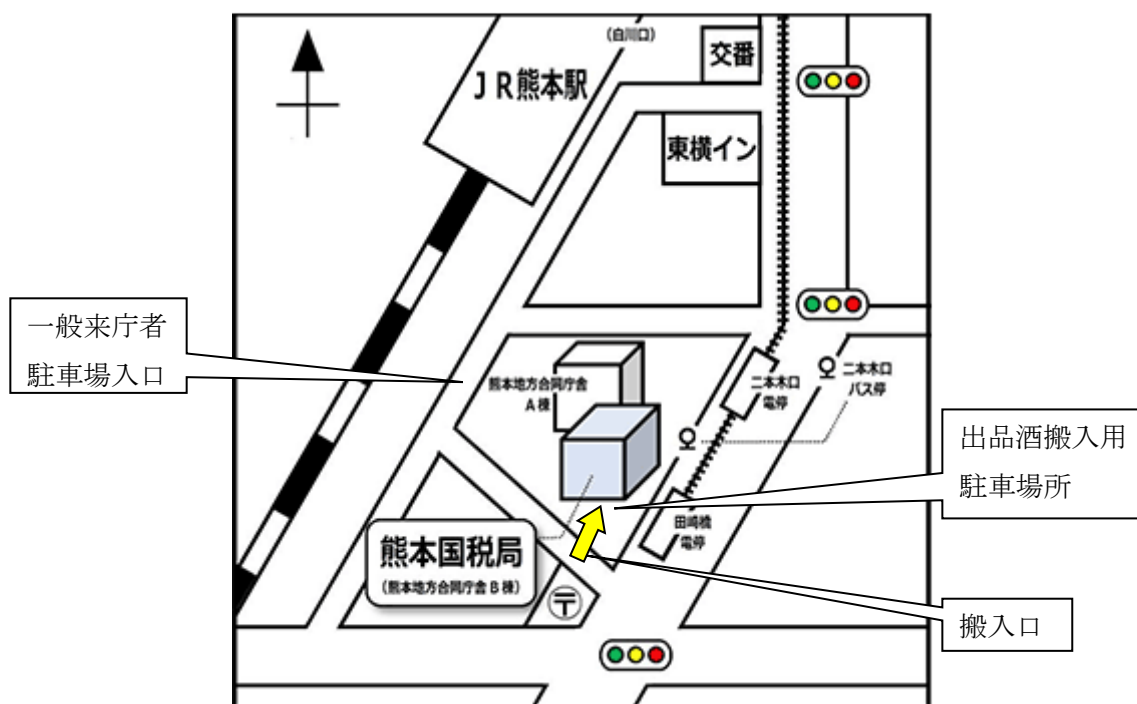 (白川口)
交番
JR熊本駅
東横イン
一般来庁者
駐車場入口
熊本地方合同庁舎
A棟
二本木口
電停
二本木口
バス停
出品酒搬入用
駐車場所
田崎橋
電停
熊本国税局
(熊本地方合同庁舎B棟)
〒
搬入口